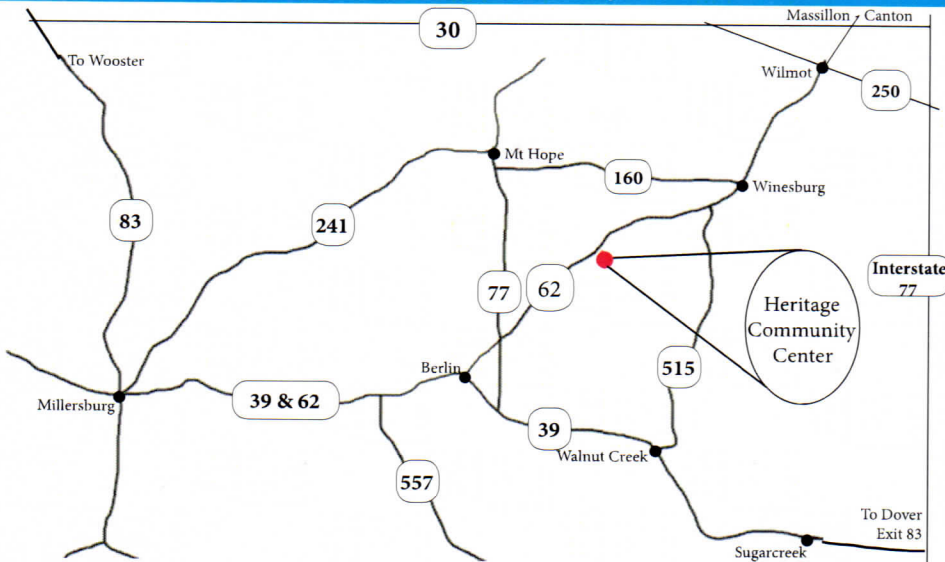 Massillon - Canton
30
To Wooster
Wilmot
250
Mt Hope
160
Winesburg
83
241
Interstate
77
77
62
Heritage
Community
Center
Berlin
515
Millersburg
39 & 62
39
Walnut Creek
557
To Dover
Exit 83
Sugarcreek